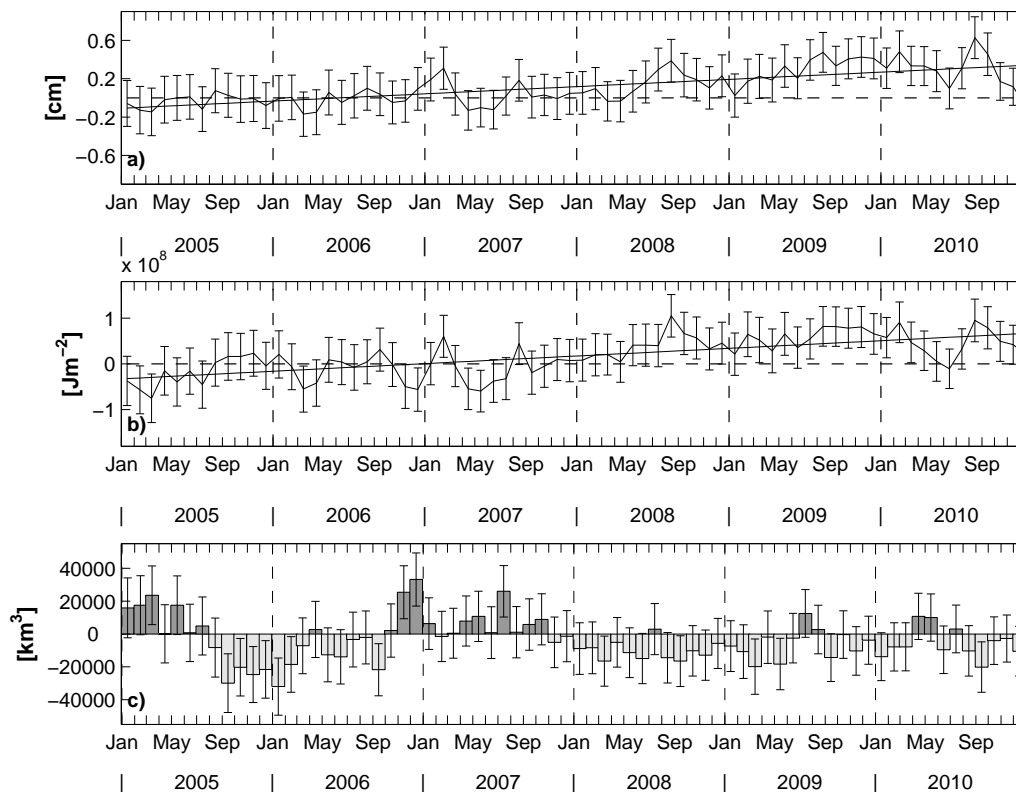 0.6
0.2
−0.2
−0.6
[cm]
a)
Jan May Sep Jan May Sep Jan May Sep Jan May Sep Jan May Sep Jan May Sep
| 2005 | 2006 | 2007 | 2008 | 2009 | 2010
x 10⁸
1
0
−1
[Jm⁻²]
b)
Jan May Sep Jan May Sep Jan May Sep Jan May Sep Jan May Sep Jan May Sep
| 2005 | 2006 | 2007 | 2008 | 2009 | 2010
40000
20000
0
−20000
−40000
[km³]
c)
Jan May Sep Jan May Sep Jan May Sep Jan May Sep Jan May Sep Jan May Sep
| 2005 | 2006 | 2007 | 2008 | 2009 | 2010